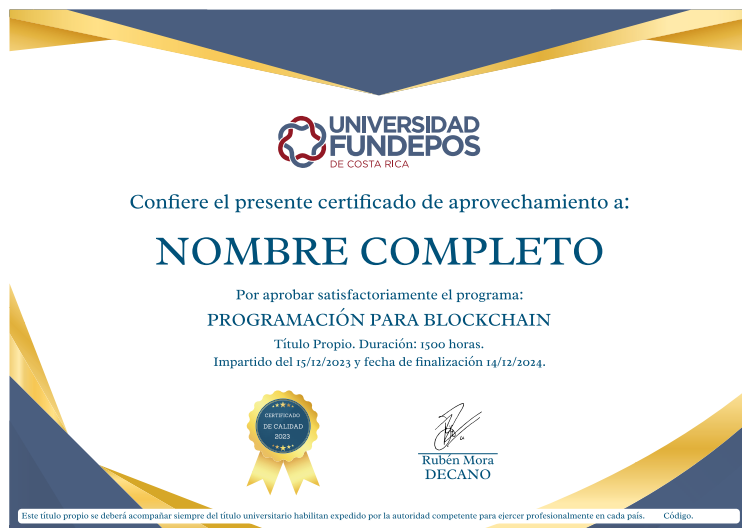 UNIVERSIDAD
FUNDEPOS
DE COSTA RICA
Confiere el presente certificado de aprovechamiento a:
NOMBRE COMPLETO
Por aprobar satisfactoriamente el programa:
PROGRAMACIÓN PARA BLOCKCHAIN
Título Propio. Duración: 1500 horas.
Impartido del 15/12/2023 y fecha de finalización 14/12/2024.
CERTIFICADO
DE CALIDAD
2023
Rubén Mora
DECANO
Este título propio se deberá acompañar siempre del título universitario habilitan expedido por la autoridad competente para ejercer profesionalmente en cada país. Código.